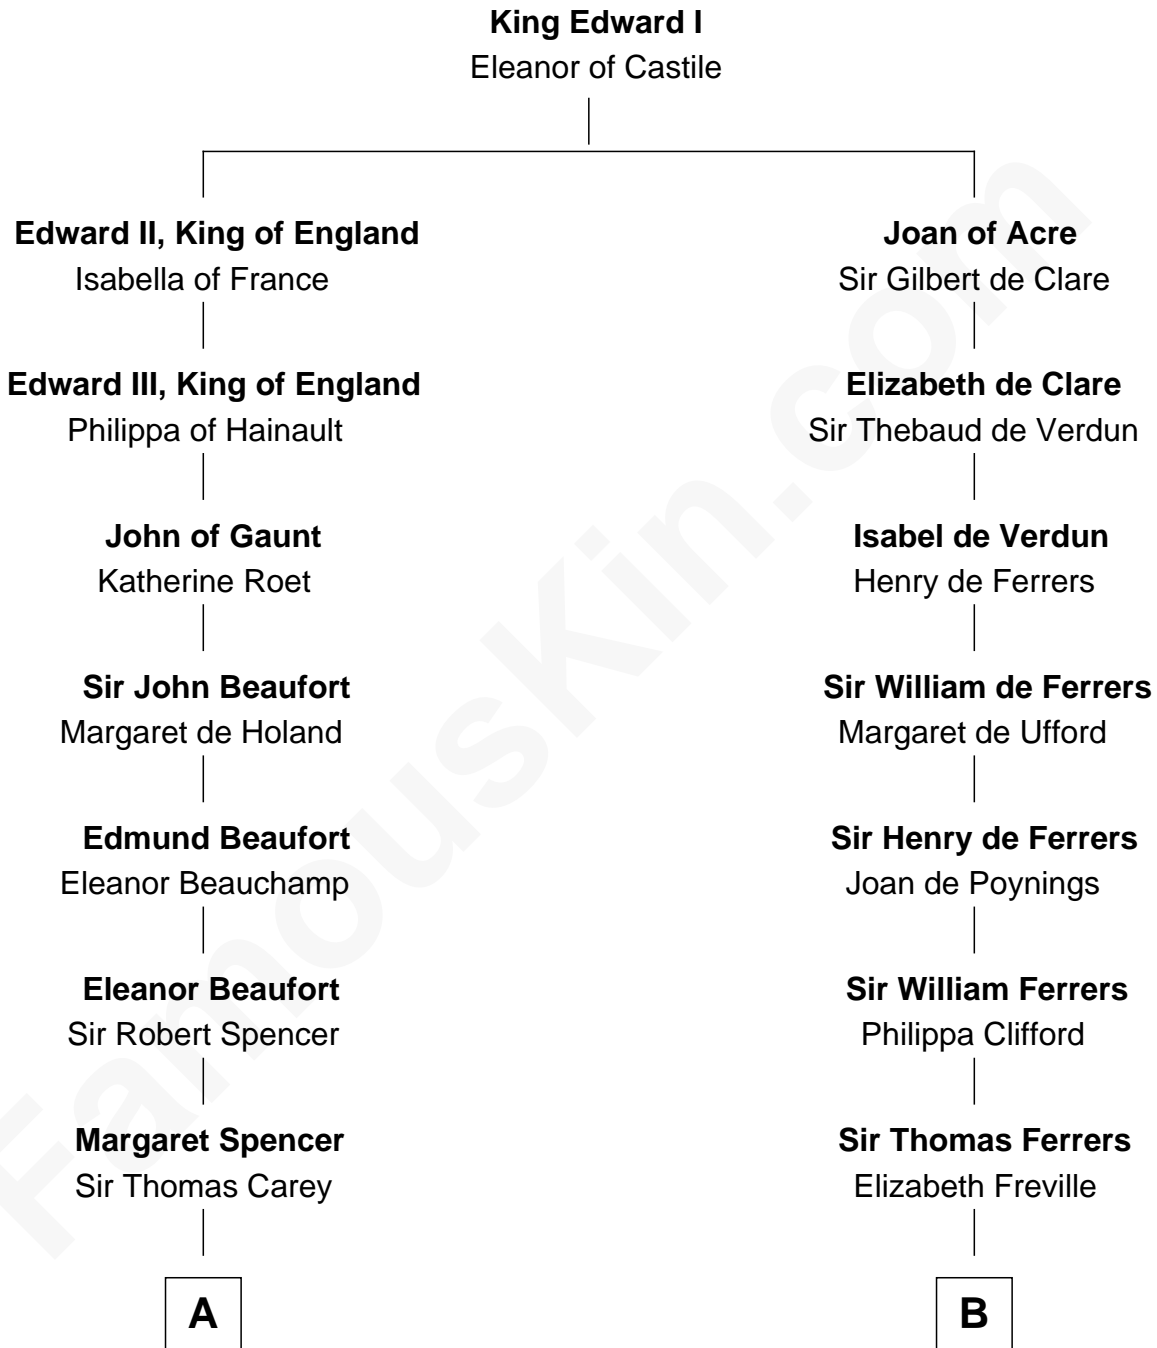 King Edward I
Eleanor of Castile
Edward II, King of England
Isabella of France
Edward III, King of England
Philippa of Hainault
John of Gaunt
Katherine Roet
Sir John Beaufort
Margaret de Holand
Edmund Beaufort
Eleanor Beauchamp
Eleanor Beaufort
Sir Robert Spencer
Margaret Spencer
Sir Thomas Carey
A
Joan of Acre
Sir Gilbert de Clare
Elizabeth de Clare
Sir Thebaud de Verdun
Isabel de Verdun
Henry de Ferrers
Sir William de Ferrers
Margaret de Ufford
Sir Henry de Ferrers
Joan de Poynings
Sir William Ferrers
Philippa Clifford
Sir Thomas Ferrers
Elizabeth Freville
B
FamousKin.com